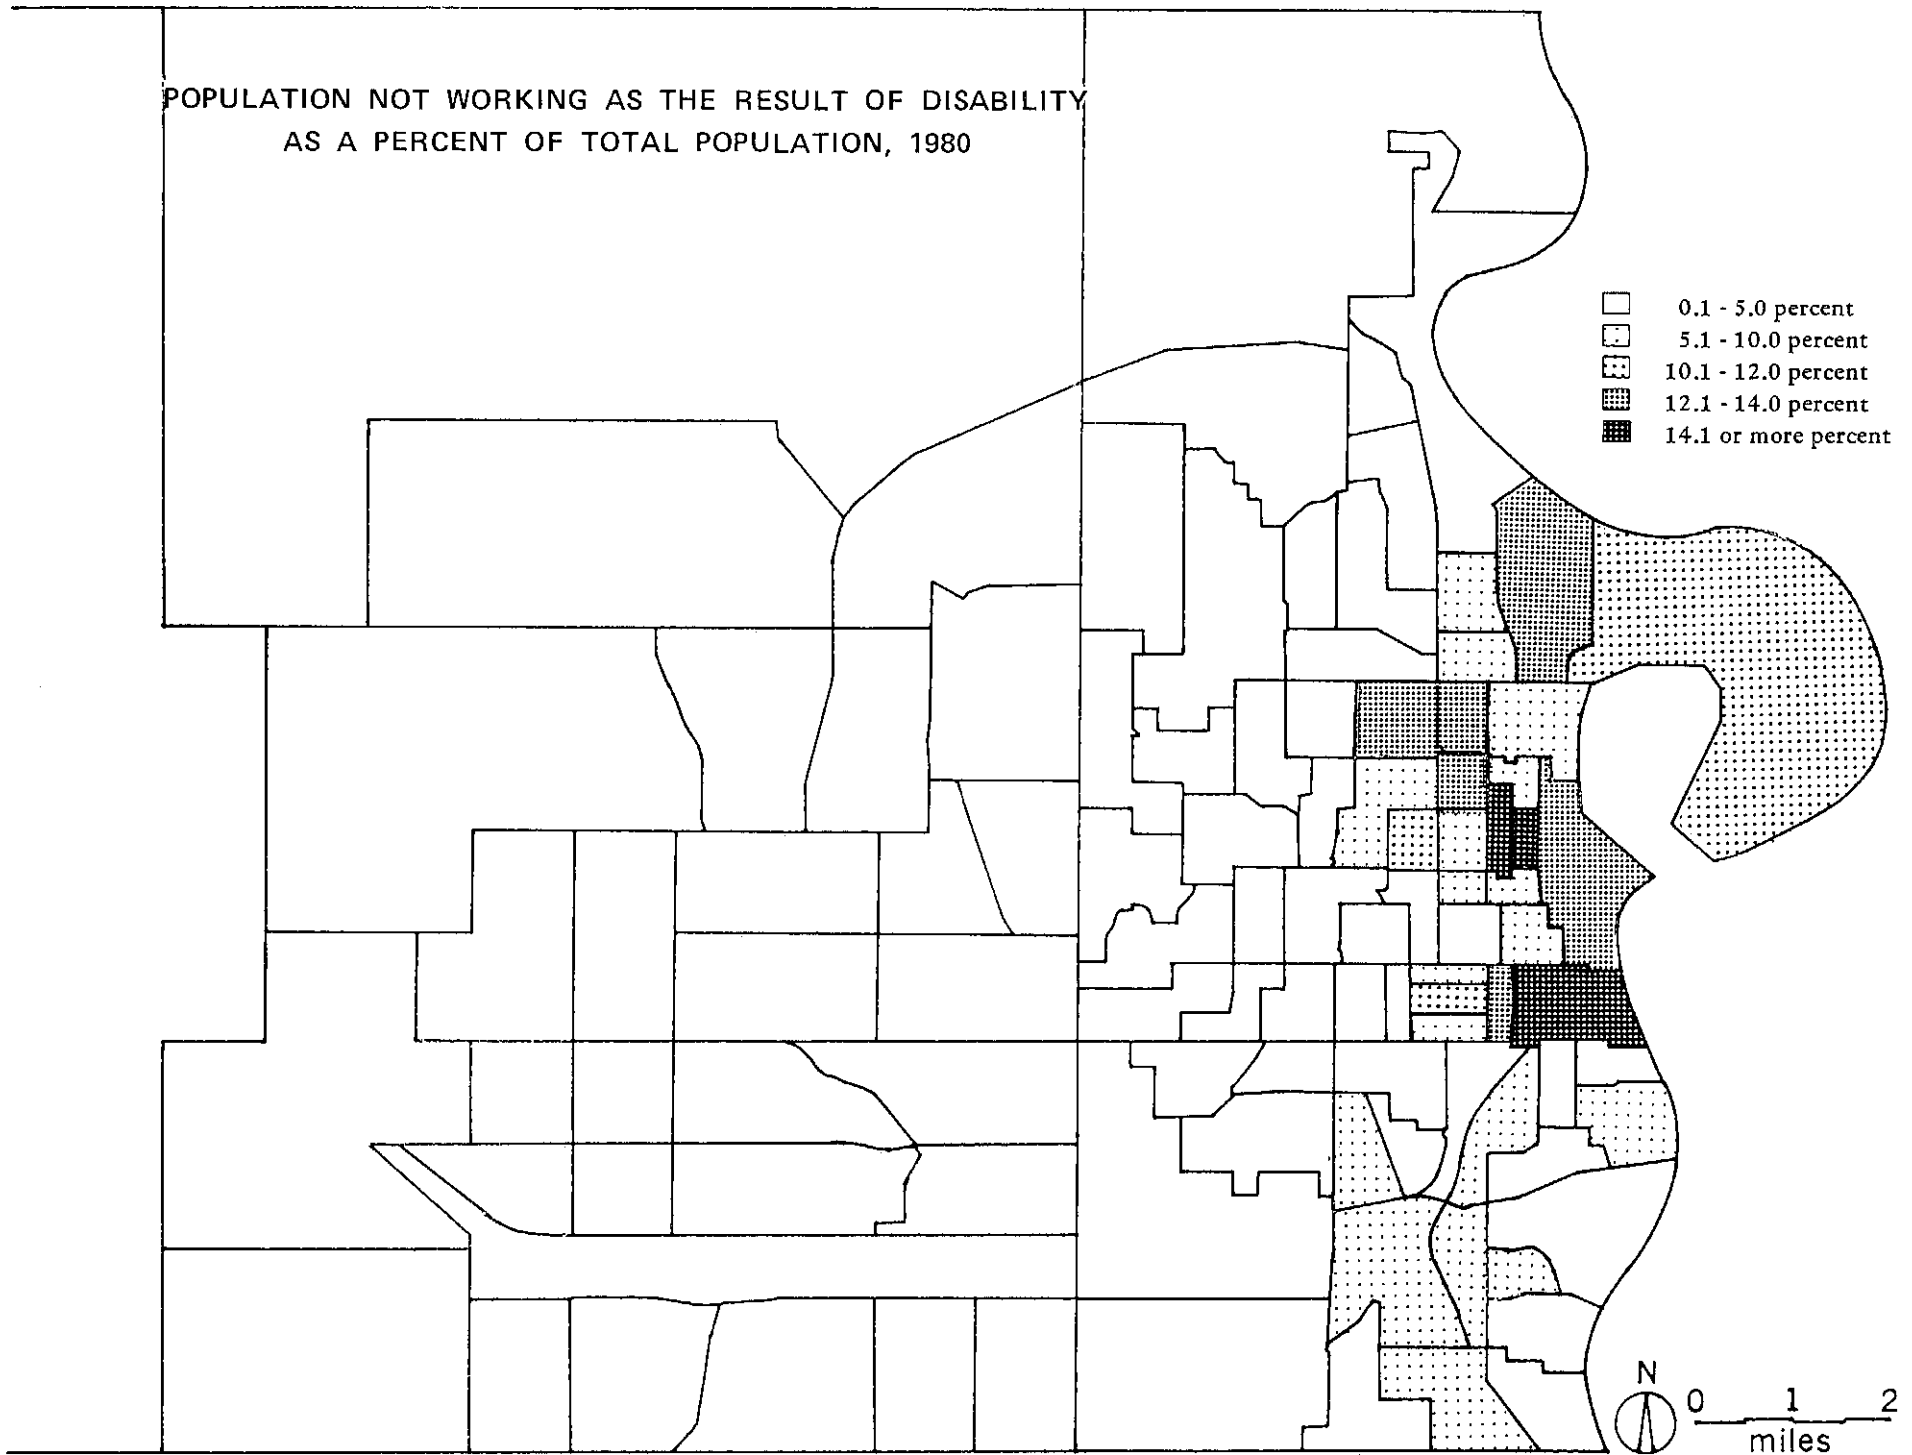 POPULATION NOT WORKING AS THE RESULT OF DISABILITY
AS A PERCENT OF TOTAL POPULATION, 1980
0.1 - 5.0 percent
5.1 - 10.0 percent
10.1 - 12.0 percent
12.1 - 14.0 percent
14.1 or more percent
N
0 1 2
miles